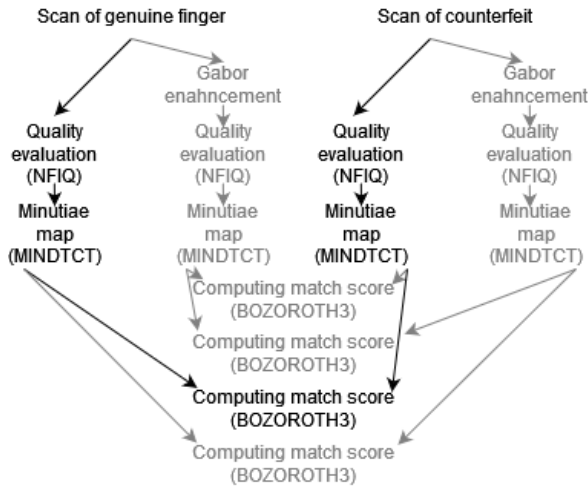 Scan of genuine finger
Scan of counterfeit
Gabor
enahncement
Gabor
enahncement
Quality
evaluation
(NFIQ)
Quality
evaluation
(NFIQ)
Quality
evaluation
(NFIQ)
Quality
evaluation
(NFIQ)
Minutiae
map
(MINDTCT)
Minutiae
map
(MINDTCT)
Minutiae
map
(MINDTCT)
Minutiae
map
(MINDTCT)
Computing match score
(BOZOROTH3)
Computing match score
(BOZOROTH3)
Computing match score
(BOZOROTH3)
Computing match score
(BOZOROTH3)